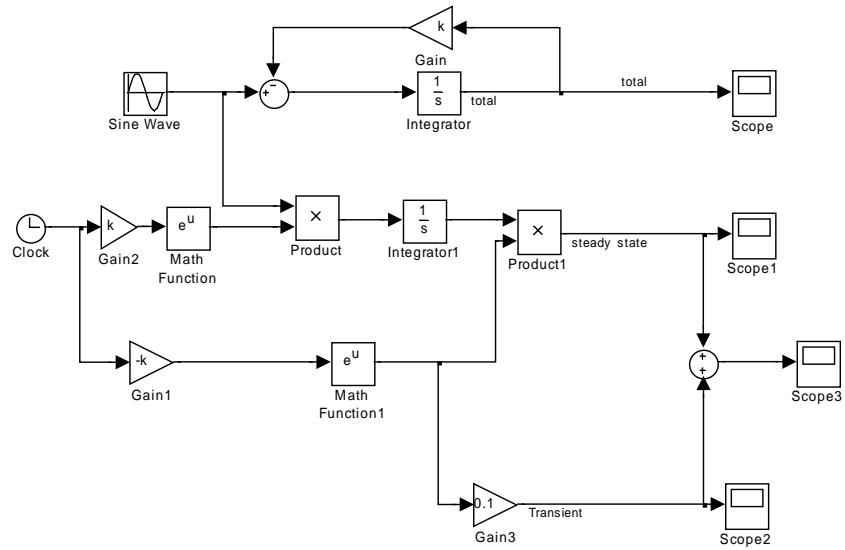 k
Gain
total
Sine Wave
+
−
1
s
total
Integrator
Scope
Clock
k
Gain2
e^u
Math
Function
×
Product
1
s
Integrator1
×
Product1
steady state
Scope1
-k
Gain1
e^u
Math
Function1
+
+
Scope3
0.1
Gain3
Transient
Scope2